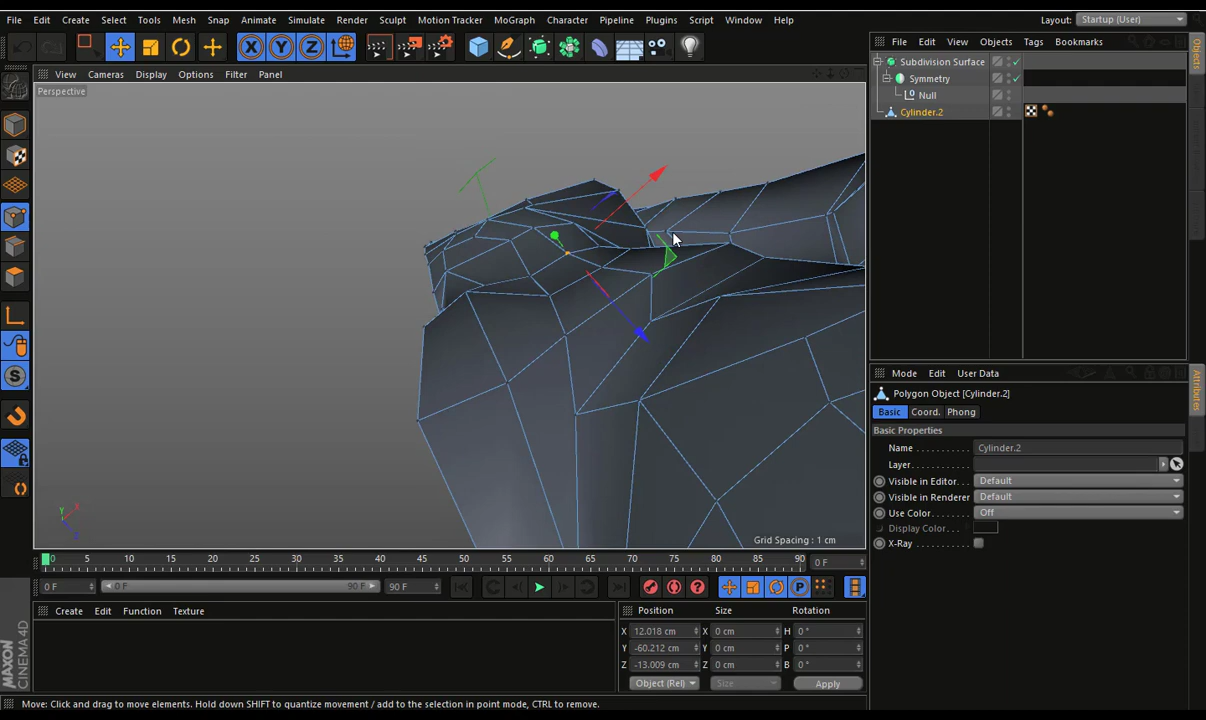 File Edit Create Select Tools Mesh Snap Animate Simulate Render Sculpt Motion Tracker MoGraph Character Pipeline Plugins Script Window Help Layout: Startup (User)
X Y Z
File Edit View Objects Tags Bookmarks
View Cameras Display Options Filter Panel
Perspective
Subdivision Surface
Symmetry
Null
Cylinder.2
Objects
Mode Edit User Data
Polygon Object [Cylinder.2]
Basic Coord. Phong
Basic Properties
Name Cylinder.2
Layer
Visible in Editor Default
Visible in Renderer Default
Use Color Off
Display Color
X-Ray
Attributes
Y X Z
Grid Spacing : 1 cm
0 5 10 15 20 25 30 35 40 45 50 55 60 65 70 75 80 85 90 0 F
0 F 0 F 90 F 90 F
Create Edit Function Texture
Position Size Rotation
X 12.018 cm X 0 cm H 0 °
Y -60.212 cm Y 0 cm P 0 °
Z -13.009 cm Z 0 cm B 0 °
Object (Rel) Size Apply
MAXON CINEMA 4D
Move: Click and drag to move elements. Hold down SHIFT to quantize movement / add to the selection in point mode, CTRL to remove.